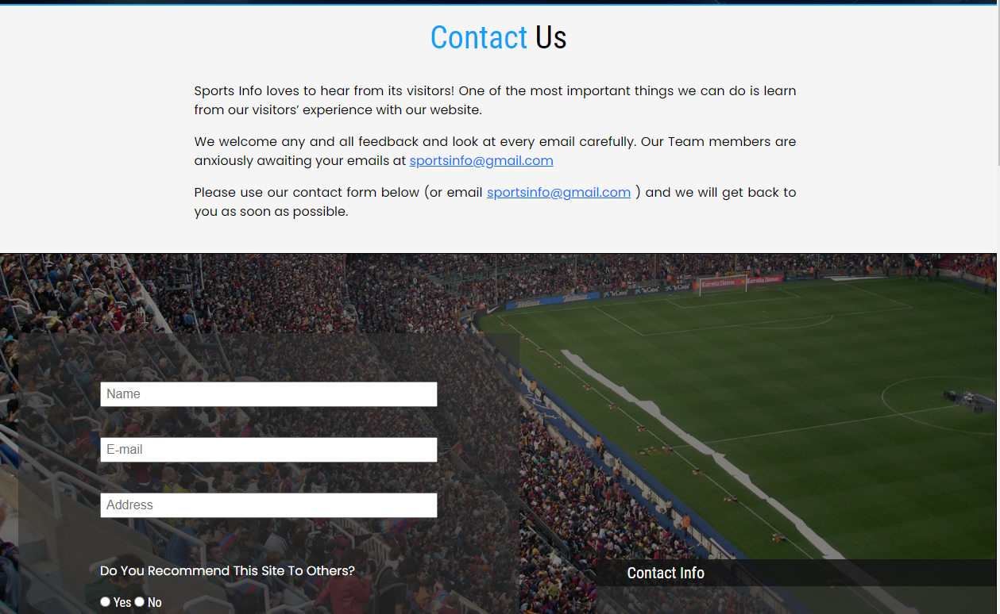 Contact Us
Sports Info loves to hear from its visitors! One of the most important things we can do is learn
from our visitors’ experience with our website.
We welcome any and all feedback and look at every email carefully. Our Team members are
anxiously awaiting your emails at sportsinfo@gmail.com
Please use our contact form below (or email sportsinfo@gmail.com ) and we will get back to
you as soon as possible.
Estrella Damm Estrella Damm
Name
E-mail
Address
Do You Recommend This Site To Others?
Contact Info
Yes No